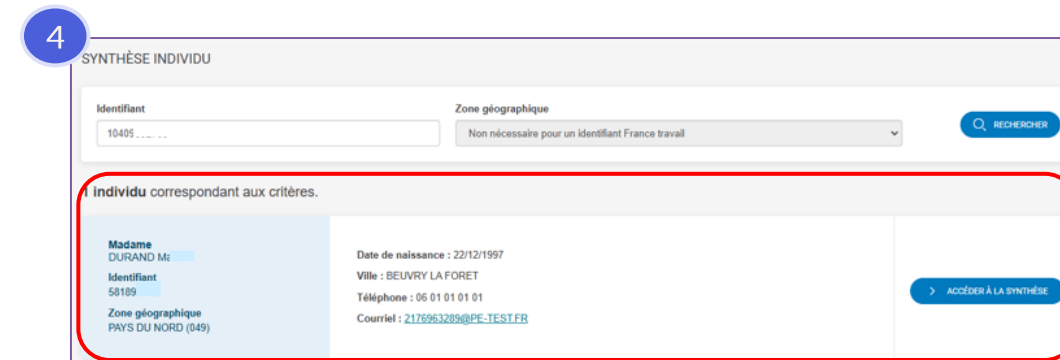 4
SYNTHÈSE INDIVIDU
Identifiant
Zone géographique
10409
Non nécessaire pour un identifiant France travail
RECHERCHER
1 individu correspondant aux critères.
Madame
DURAND Ma
Identifiant
58189
Zone géographique
PAYS DU NORD (049)
Date de naissance : 22/12/1997
Ville : BEUVRY LA FORET
Téléphone : 06 01 01 01 01
Courriel : 2176963289@PE-TEST.FR
> ACCÉDER À LA SYNTHÈSE